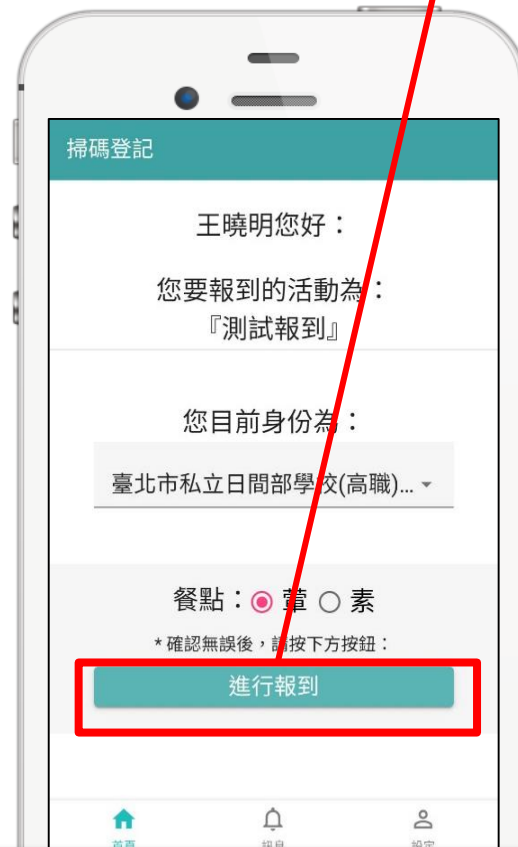 掃碼登記
王曉明您好：
您要報到的活動為：
『測試報到』
您目前身份為：
臺北市私立日間部學校(高職)...
餐點：葷 素
* 確認無誤後，請按下方按鈕：
進行報到
首頁 訊息 設定